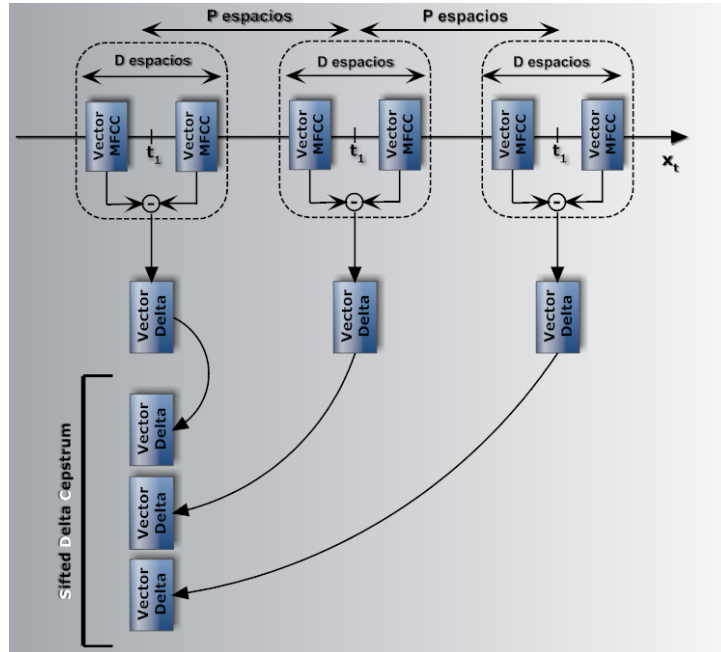 P espacios
P espacios
D espacios
D espacios
D espacios
Vector
MFCC
Vector
MFCC
Vector
MFCC
Vector
MFCC
Vector
MFCC
Vector
MFCC
t1
t1
t1
xt
-
-
-
Vector
Delta
Vector
Delta
Vector
Delta
Sifted Delta Cepstrum
Vector
Delta
Vector
Delta
Vector
Delta